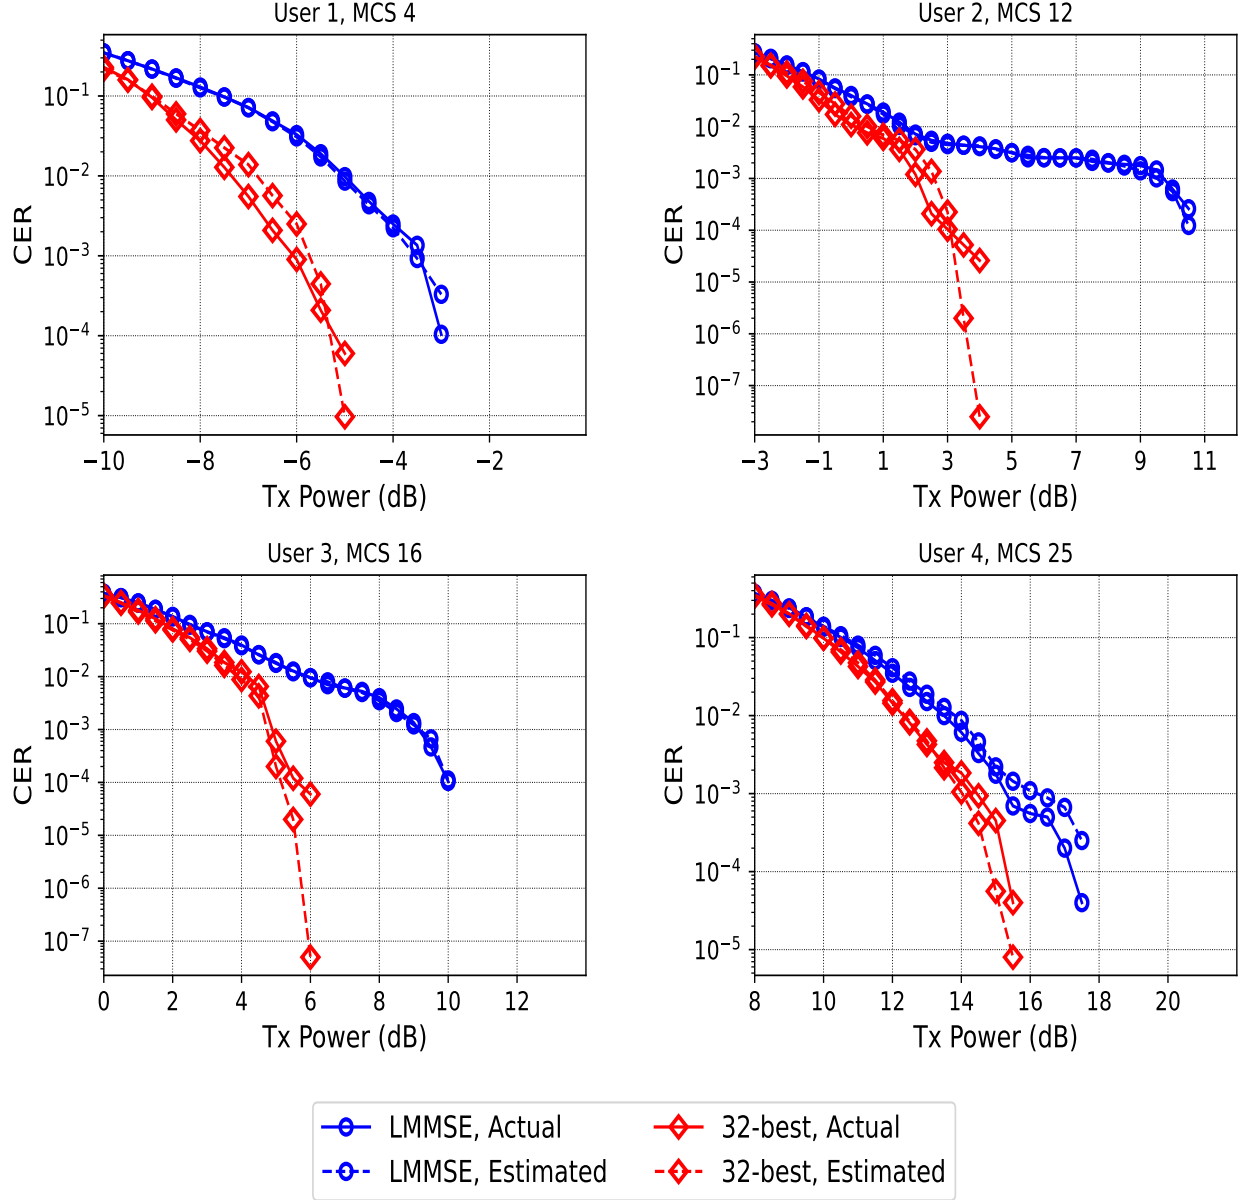 User 1, MCS 4
CER
10⁻¹
10⁻²
10⁻³
10⁻⁴
10⁻⁵
−10 −8 −6 −4 −2
Tx Power (dB)
User 2, MCS 12
CER
10⁻¹
10⁻²
10⁻³
10⁻⁴
10⁻⁵
10⁻⁶
10⁻⁷
−3 −1 1 3 5 7 9 11
Tx Power (dB)
User 3, MCS 16
CER
10⁻¹
10⁻²
10⁻³
10⁻⁴
10⁻⁵
10⁻⁶
10⁻⁷
0 2 4 6 8 10 12
Tx Power (dB)
User 4, MCS 25
CER
10⁻¹
10⁻²
10⁻³
10⁻⁴
10⁻⁵
8 10 12 14 16 18 20
Tx Power (dB)
LMMSE, Actual
LMMSE, Estimated
32-best, Actual
32-best, Estimated